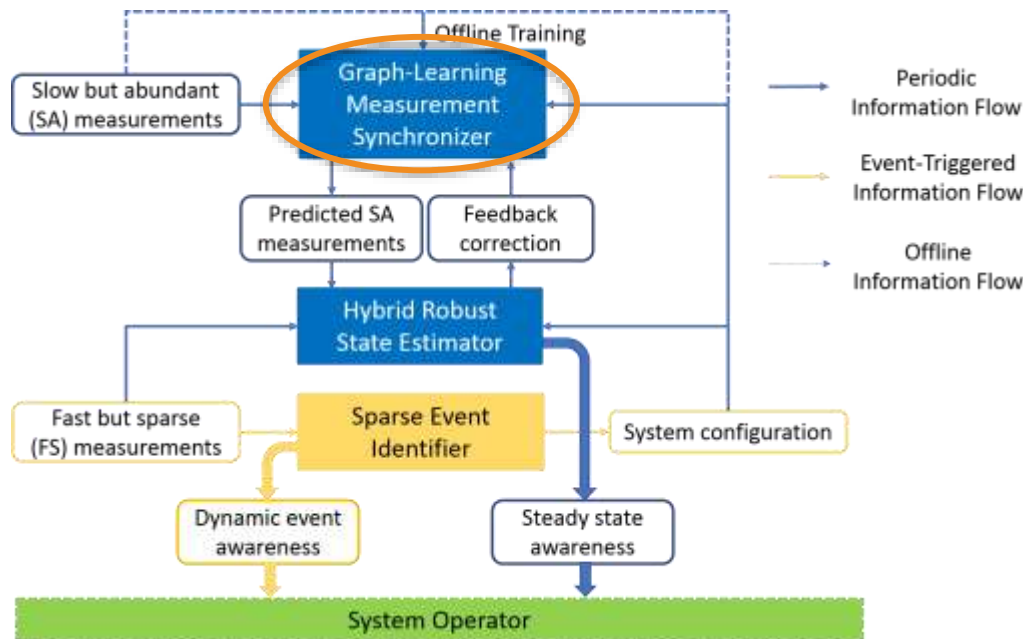 Offline Training
Graph-Learning
Measurement
Synchronizer
Slow but abundant
(SA) measurements
Periodic
Information Flow
Event-Triggered
Information Flow
Offline
Information Flow
Predicted SA
measurements
Feedback
correction
Hybrid Robust
State Estimator
Fast but sparse
(FS) measurements
Sparse Event
Identifier
System configuration
Dynamic event
awareness
Steady state
awareness
System Operator